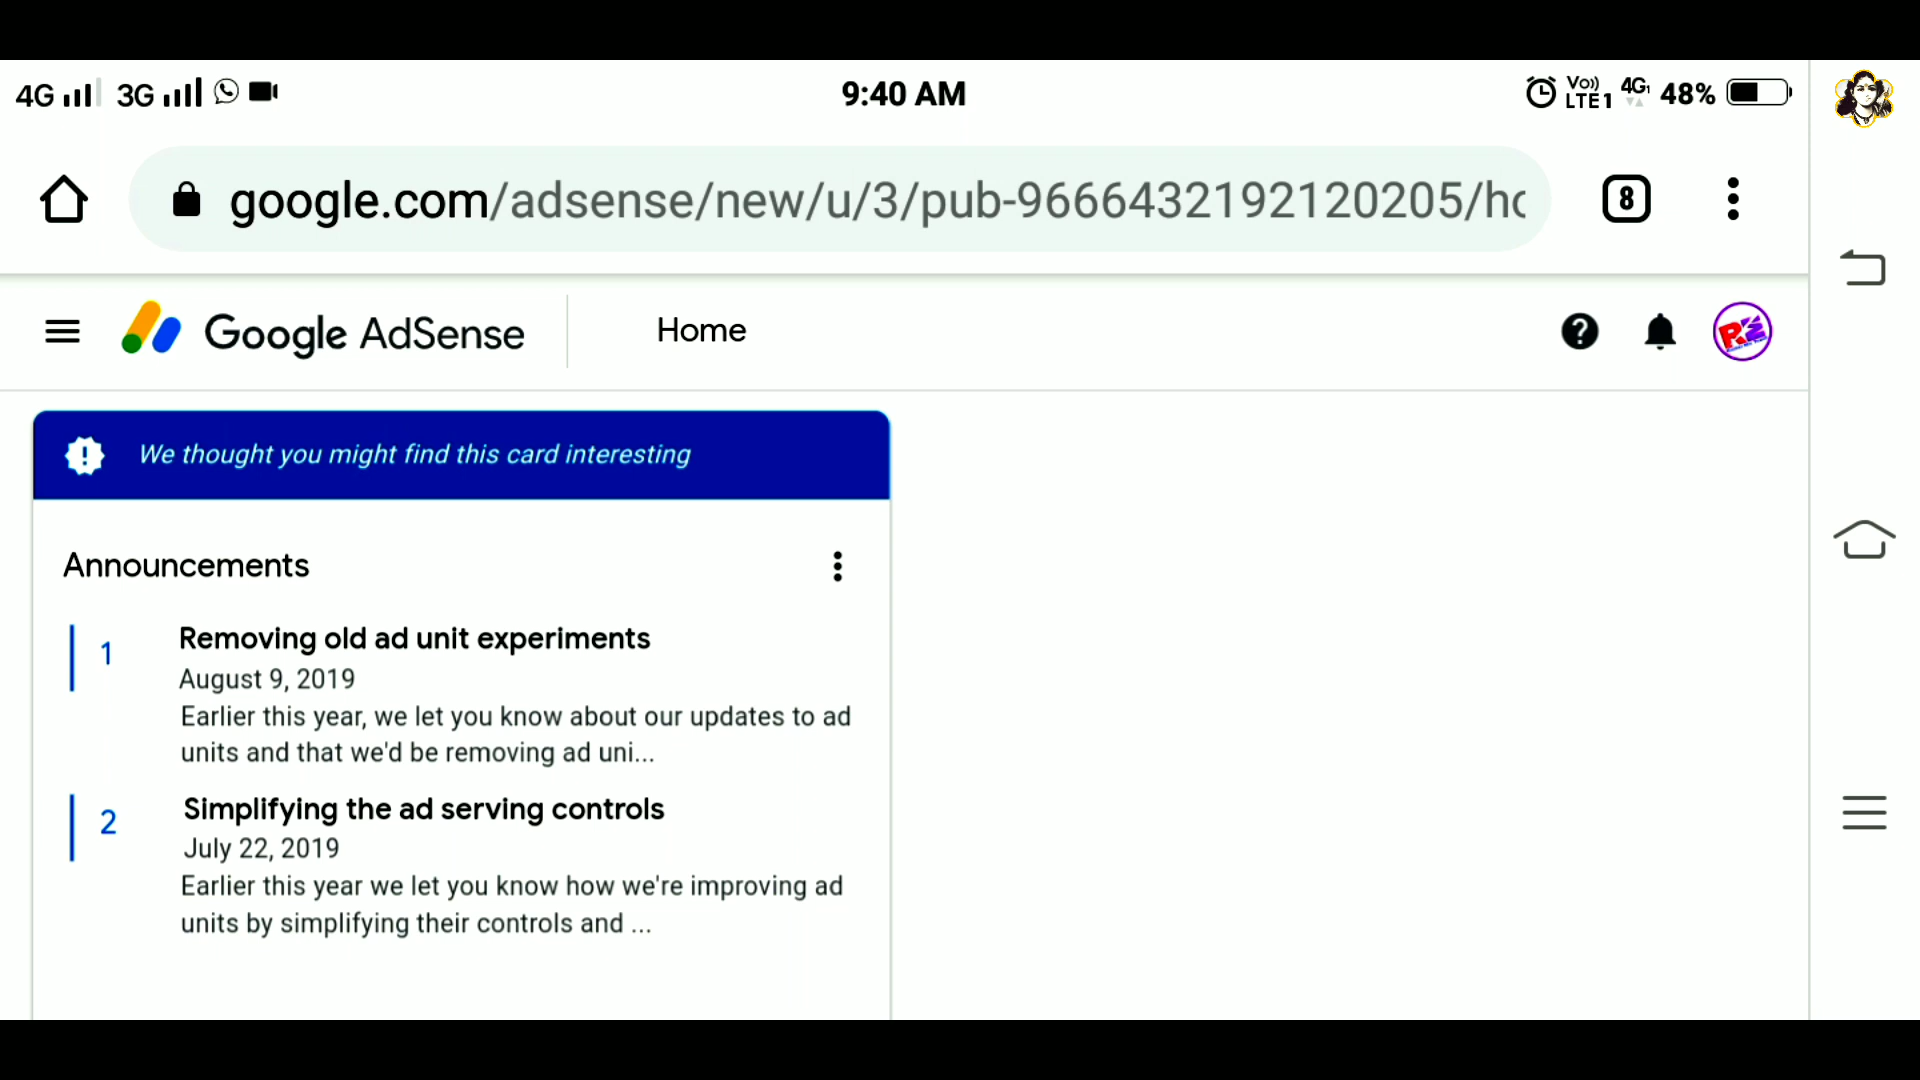 4G 3G 9:40 AM Vo)) LTE1 4G 48%
google.com/adsense/new/u/3/pub-9666432192120205/ho 8
Google AdSense Home
We thought you might find this card interesting
Announcements
1 Removing old ad unit experiments
August 9, 2019
Earlier this year, we let you know about our updates to ad
units and that we'd be removing ad uni...
2 Simplifying the ad serving controls
July 22, 2019
Earlier this year we let you know how we're improving ad
units by simplifying their controls and ...